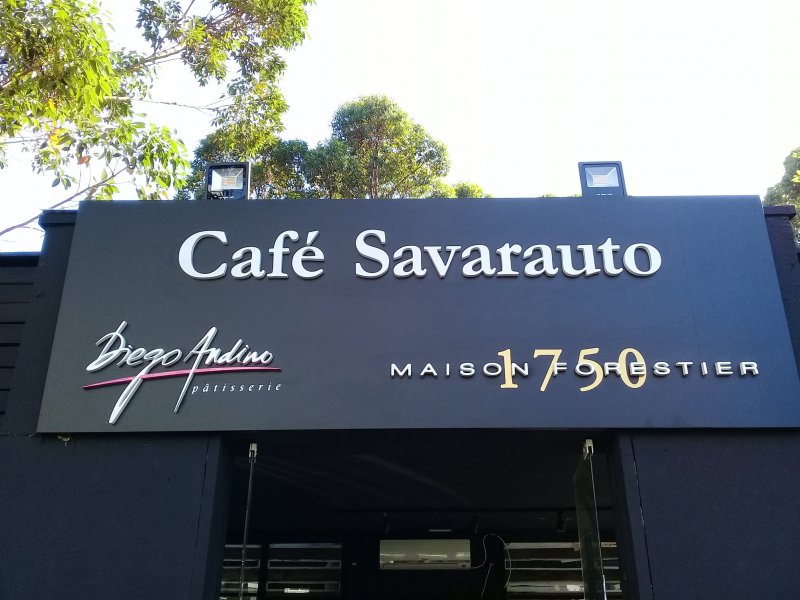 Café Savarauto
Diego Andino
pâtisserie
MAISON FORESTIER
1750